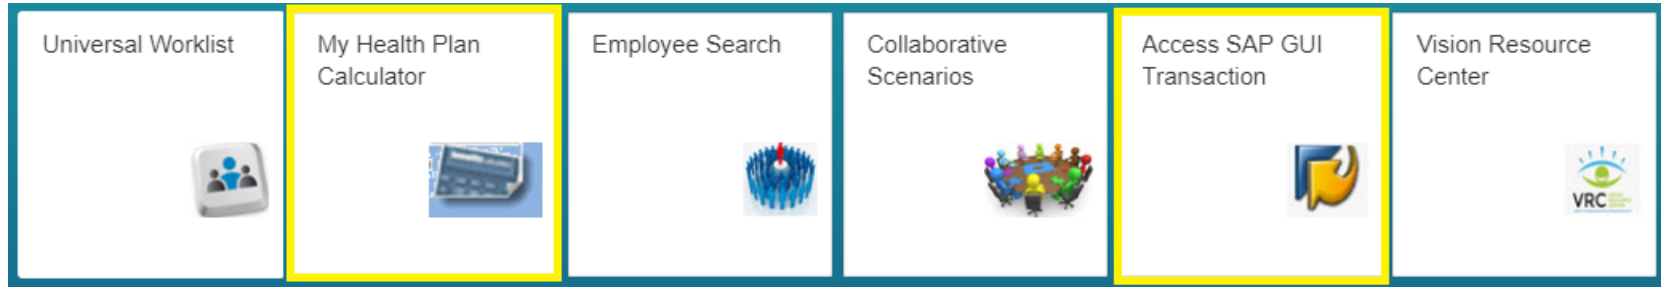 Universal Worklist
My Health Plan
Calculator
Employee Search
Collaborative
Scenarios
Access SAP GUI
Transaction
Vision Resource
Center
VRC